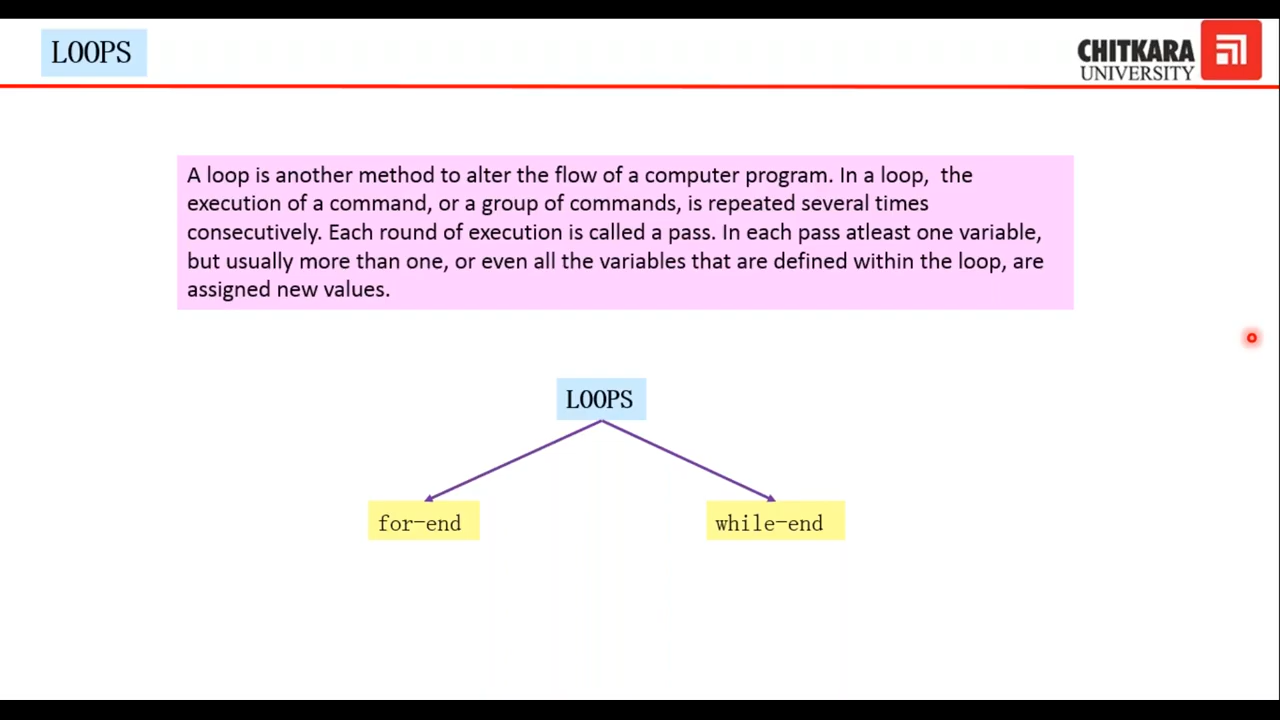 LOOPS
CHITKARA
UNIVERSITY
A loop is another method to alter the flow of a computer program. In a loop,  the
execution of a command, or a group of commands, is repeated several times
consecutively. Each round of execution is called a pass. In each pass atleast one variable,
but usually more than one, or even all the variables that are defined within the loop, are
assigned new values.
LOOPS
for-end
while-end